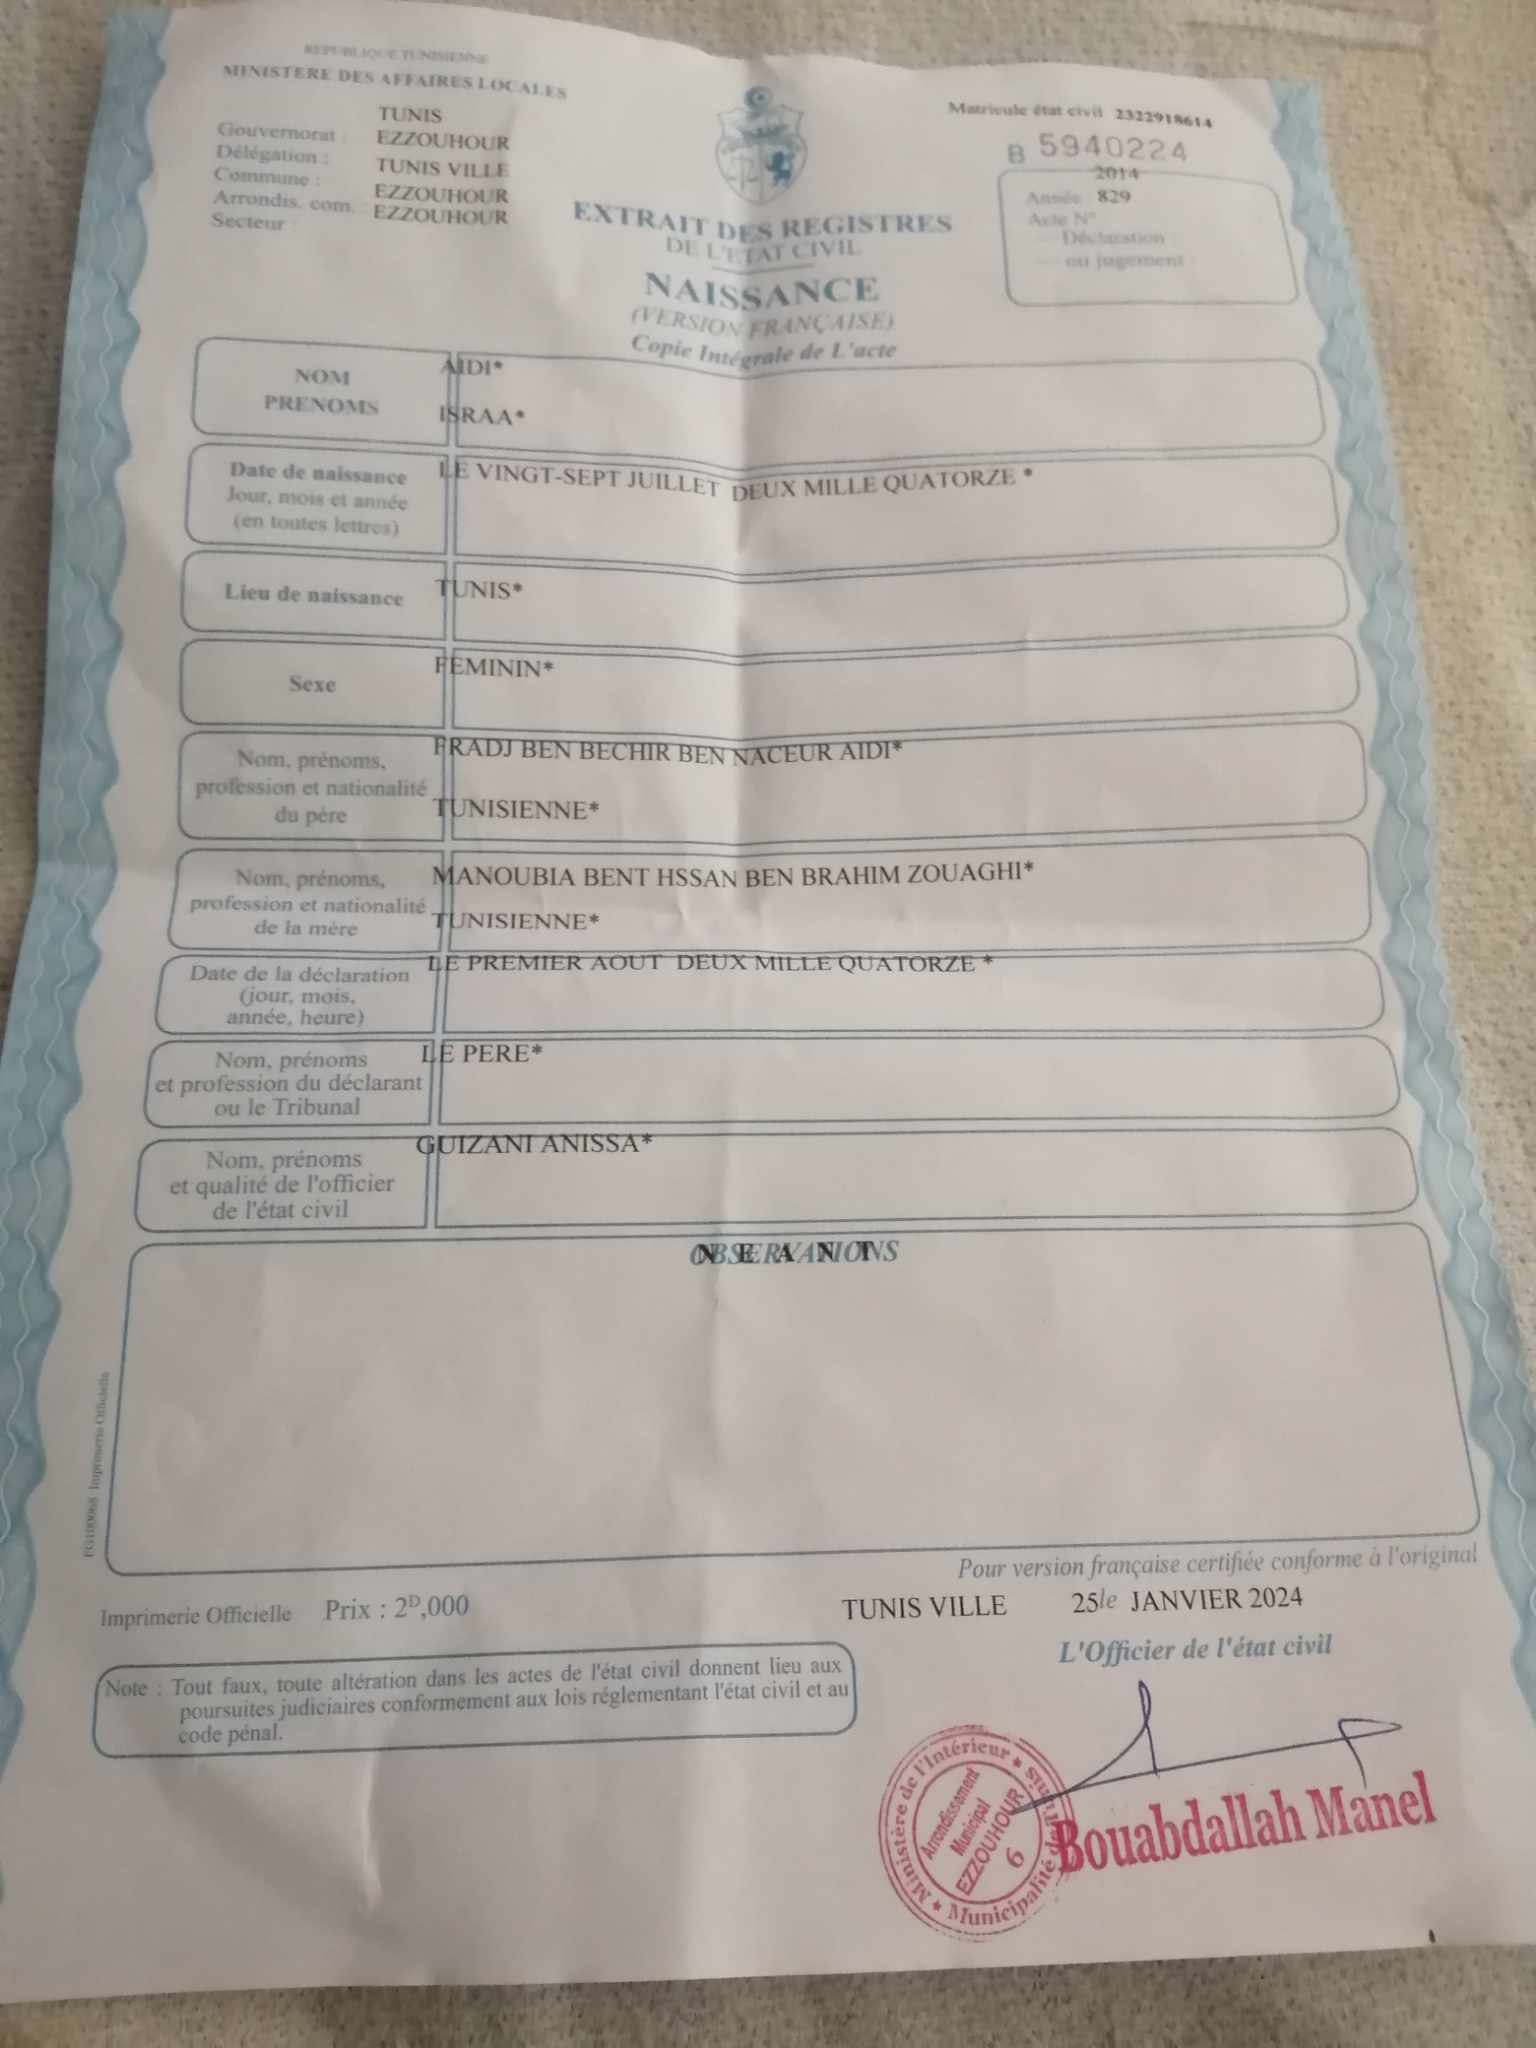 REPUBLIQUE TUNISIENNE
MINISTERE DES AFFAIRES LOCALES
TUNIS
Gouvernorat : EZZOUHOUR
Délégation : TUNIS VILLE
Commune : EZZOUHOUR
Arrondis. com. EZZOUHOUR
Secteur :
Matricule état civil 2322918614
B 5940224
2014
Année 829
Acte N°
Déclaration
ou jugement
EXTRAIT DES REGISTRES
DE L'ETAT CIVIL
NAISSANCE
(VERSION FRANÇAISE)
Copie Intégrale de L'acte
NOM AIDI*
PRENOMS ISRAA*
Date de naissance LE VINGT-SEPT JUILLET DEUX MILLE QUATORZE *
Jour, mois et année
(en toutes lettres)
Lieu de naissance TUNIS*
Sexe FEMININ*
Nom, prénoms, FRADJ BEN BECHIR BEN NACEUR AIDI*
profession et nationalité
du père TUNISIENNE*
Nom, prénoms, MANOUBIA BENT HSSAN BEN BRAHIM ZOUAGHI*
profession et nationalité
de la mère TUNISIENNE*
Date de la déclaration LE PREMIER AOUT DEUX MILLE QUATORZE *
(jour, mois,
année, heure)
Nom, prénoms LE PERE*
et profession du déclarant
ou le Tribunal
Nom, prénoms GUIZANI ANISSA*
et qualité de l'officier
de l'état civil
OBSERVATIONS
N E A N T
EG100068 Imprimerie Officielle
Pour version française certifiée conforme à l'original
Imprimerie Officielle Prix : 2D,000
TUNIS VILLE 25 le JANVIER 2024
L'Officier de l'état civil
Note : Tout faux, toute altération dans les actes de l'état civil donnent lieu aux
poursuites judiciaires conformement aux lois réglementant l'état civil et au
code pénal.
Ministère de l'Intérieur * Municipalité de Tunis *
Arrondissement
Municipal
EZZOUHOUR
6
Bouabdallah Manel